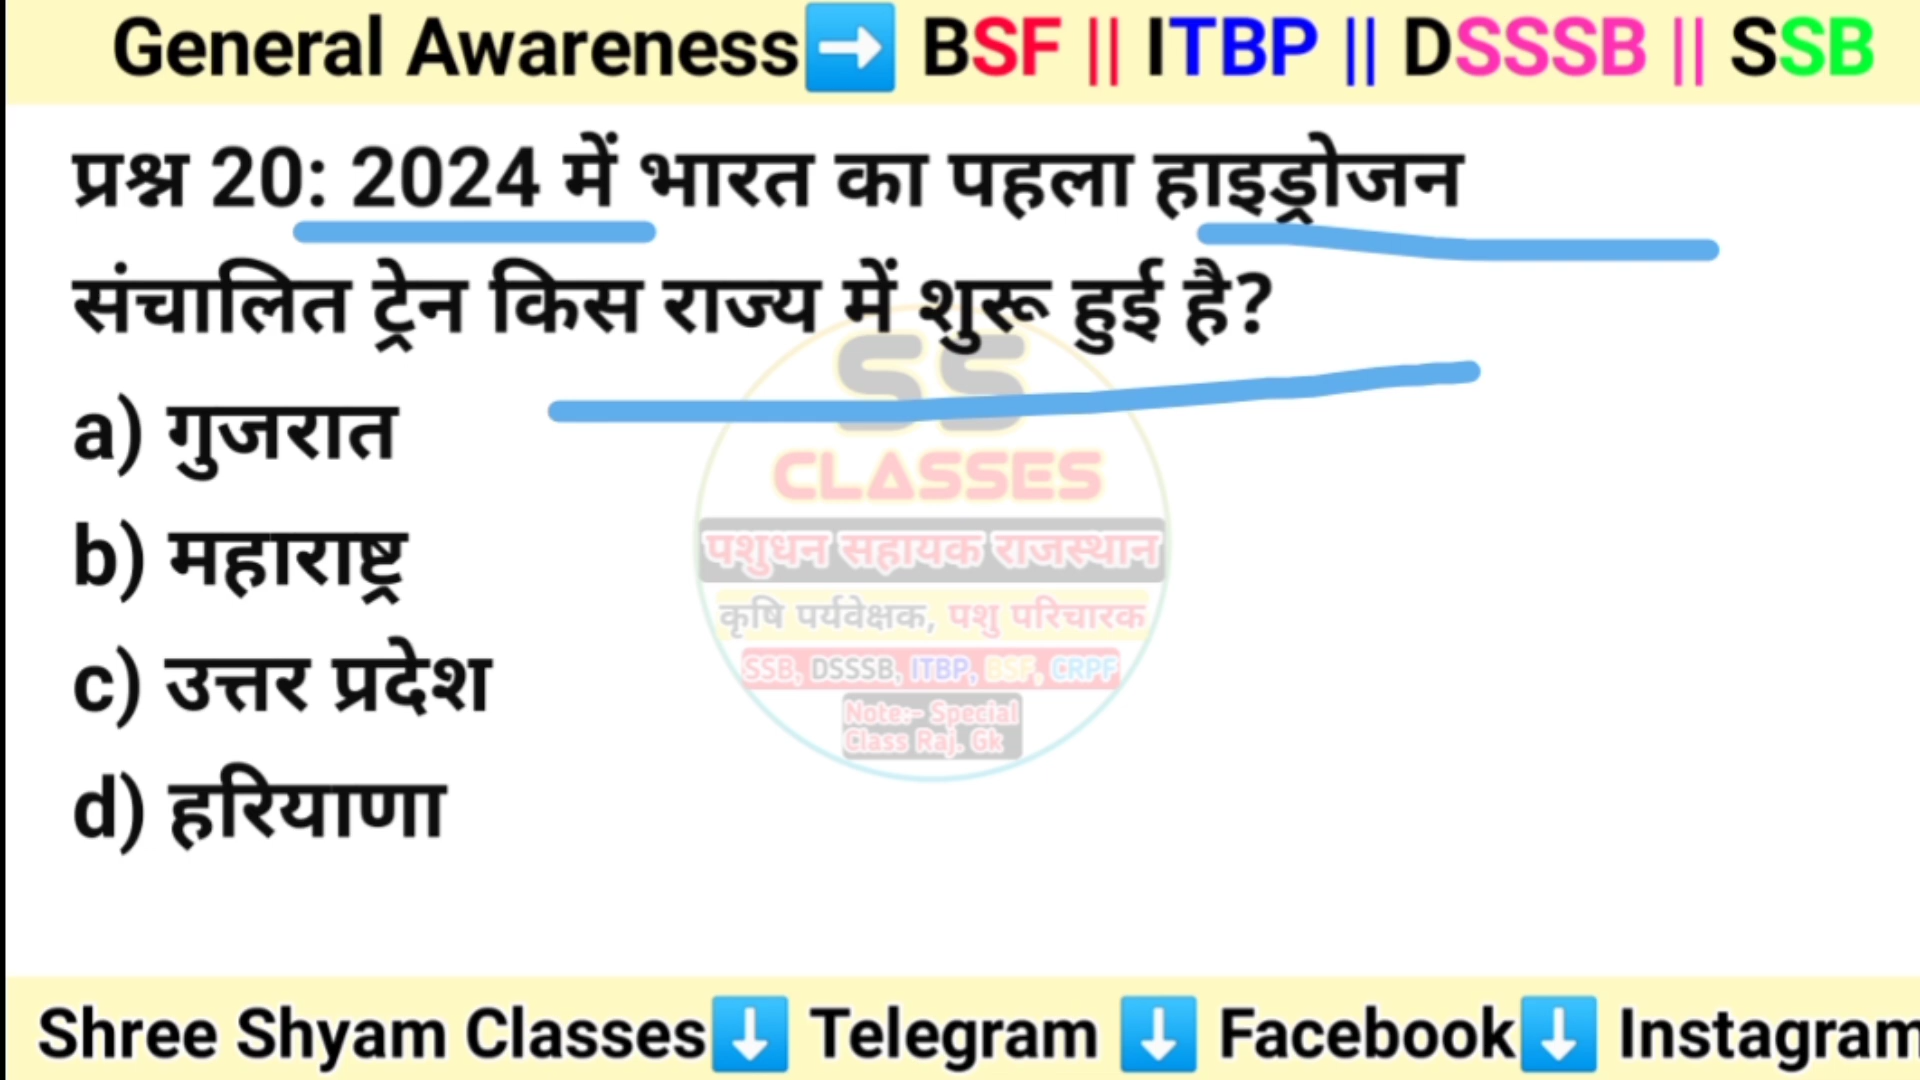 General Awareness➡️ BSF || ITBP || DSSSB || SSB
प्रश्न 20: 2024 में भारत का पहला हाइड्रोजन
संचालित ट्रेन किस राज्य में शुरू हुई है?
a) गुजरात
b) महाराष्ट्र
c) उत्तर प्रदेश
d) हरियाणा
SS
CLASSES
पशुधन सहायक राजस्थान
कृषि पर्यवेक्षक, पशु परिचारक
SSB, DSSSB, ITBP, BSF, CRPF
Note:- Special
Class Raj. Gk
Shree Shyam Classes⬇️ Telegram ⬇️ Facebook⬇️ Instagram